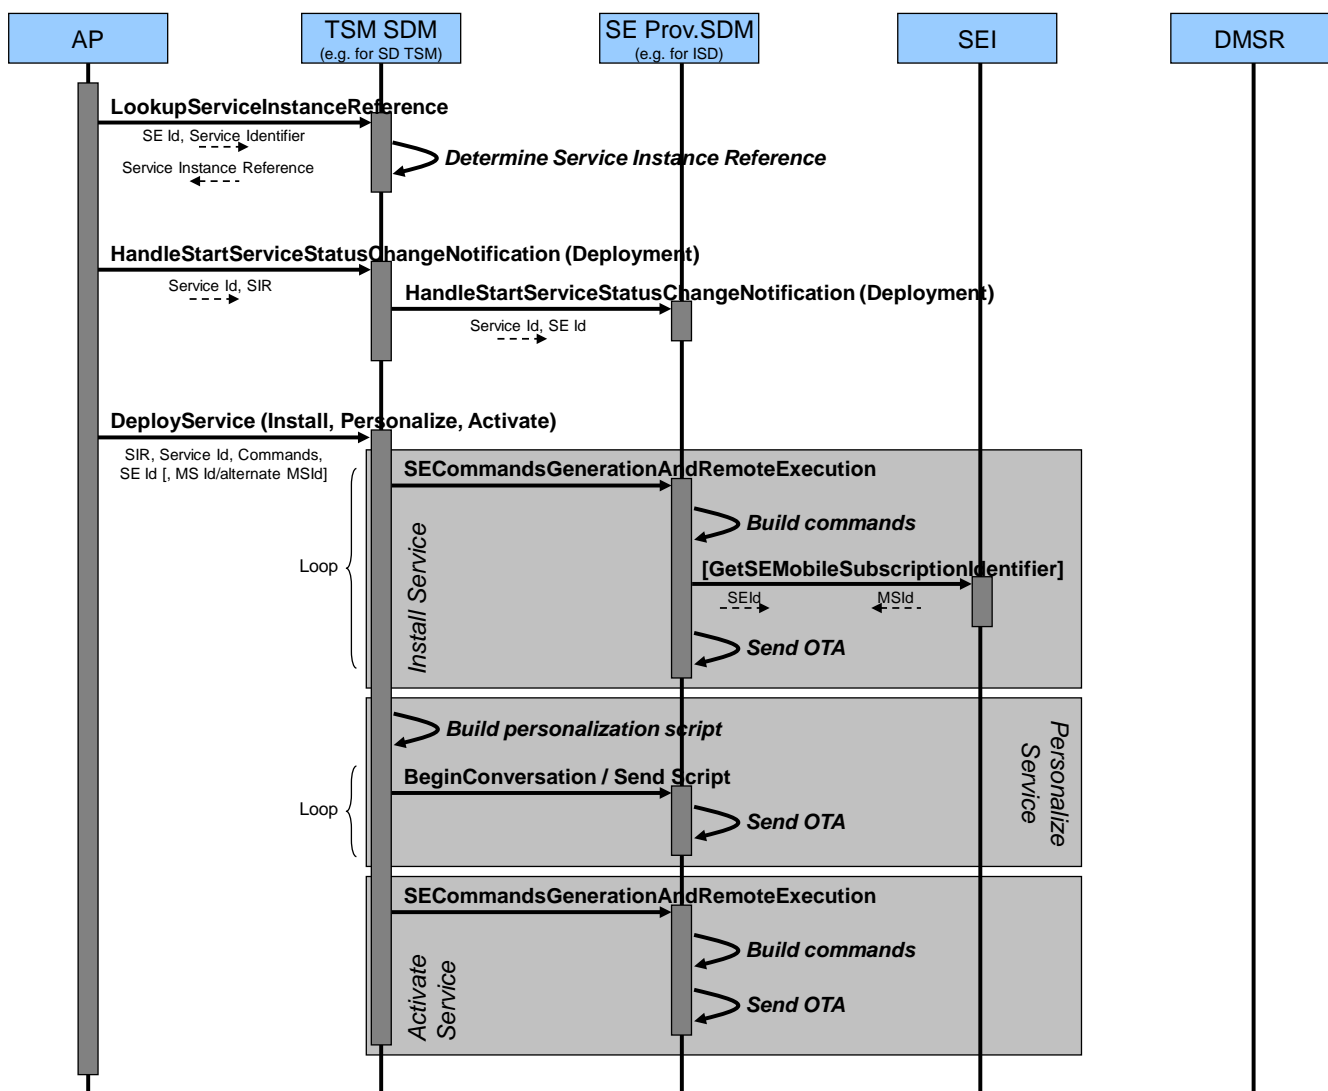 AP
TSM SDM
(e.g. for SD TSM)
SE Prov.SDM
(e.g. for ISD)
SEI
DMSR
LookupServiceInstanceReference
SE Id, Service Identifier
Service Instance Reference
Determine Service Instance Reference
HandleStartServiceStatusChangeNotification (Deployment)
Service Id, SIR
HandleStartServiceStatusChangeNotification (Deployment)
Service Id, SE Id
DeployService (Install, Personalize, Activate)
SIR, Service Id, Commands,
SE Id [, MS Id/alternate MSId]
SECommandsGenerationAndRemoteExecution
Build commands
Loop
Install Service
[GetSEMobileSubscriptionIdentifier]
SEId
MSId
Send OTA
Build personalization script
Personalize
Service
BeginConversation / Send Script
Loop
Send OTA
SECommandsGenerationAndRemoteExecution
Build commands
Activate
Service
Send OTA